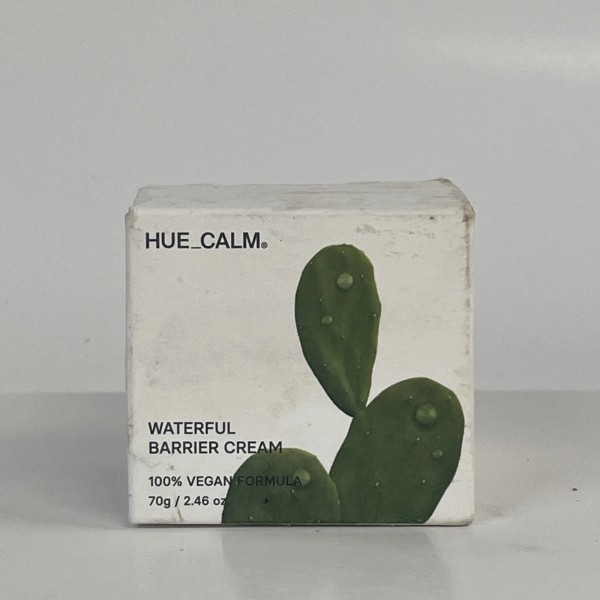 HUE_CALM®
WATERFUL
BARRIER CREAM
100% VEGAN FORMULA
70g / 2.46 oz.